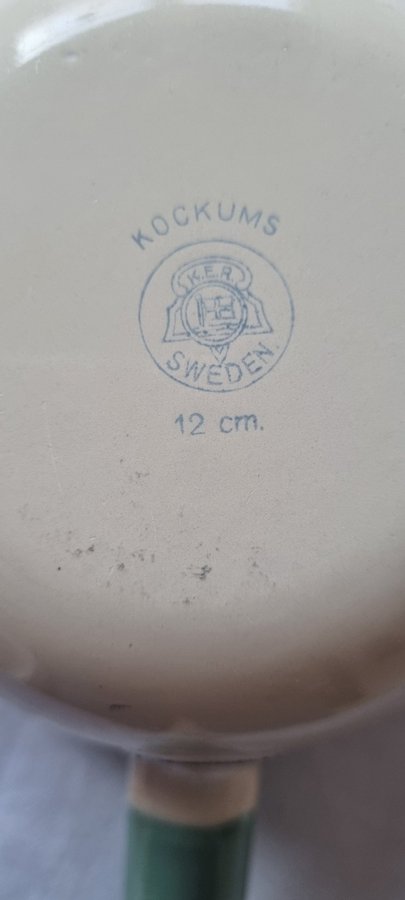 KOCKUMS
K.E.R.
SWEDEN.
12 cm.